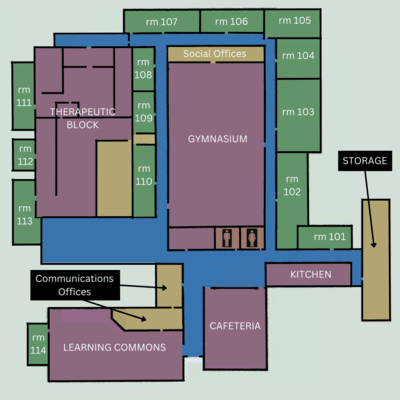 rm 107
rm 106
rm 105
Social Offices
rm 104
rm
108
rm
111
rm 103
THERAPEUTIC
BLOCK
rm
109
GYMNASIUM
rm
112
STORAGE
rm
110
rm
102
rm
113
rm 101
Communications
Offices
KITCHEN
CAFETERIA
rm
114
LEARNING COMMONS